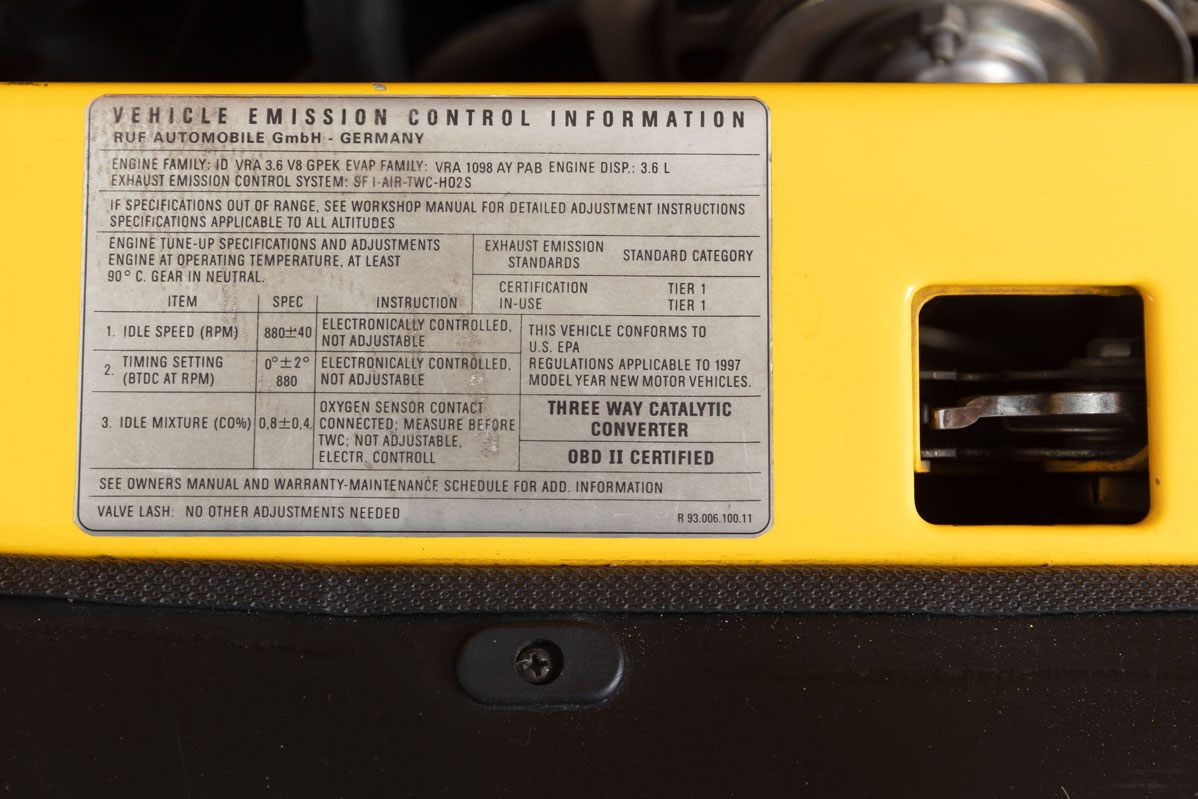 VEHICLE EMISSION CONTROL INFORMATION
RUF AUTOMOBILE GmbH - GERMANY
ENGINE FAMILY: ID VRA 3.6 V8 GPEK EVAP FAMILY: VRA 1098 AY PAB ENGINE DISP.: 3.6 L
EXHAUST EMISSION CONTROL SYSTEM: SFI-AIR-TWC-HO2S
IF SPECIFICATIONS OUT OF RANGE, SEE WORKSHOP MANUAL FOR DETAILED ADJUSTMENT INSTRUCTIONS
SPECIFICATIONS APPLICABLE TO ALL ALTITUDES
ENGINE TUNE-UP SPECIFICATIONS AND ADJUSTMENTS
ENGINE AT OPERATING TEMPERATURE, AT LEAST
90° C. GEAR IN NEUTRAL.
EXHAUST EMISSION
STANDARDS
STANDARD CATEGORY
CERTIFICATION TIER 1
IN-USE TIER 1
ITEM SPEC INSTRUCTION
1. IDLE SPEED (RPM) 880±40 ELECTRONICALLY CONTROLLED,
NOT ADJUSTABLE
2. TIMING SETTING
(BTDC AT RPM)
0°±2°
880
ELECTRONICALLY CONTROLLED,
NOT ADJUSTABLE
3. IDLE MIXTURE (CO%) 0,8±0,4
OXYGEN SENSOR CONTACT
CONNECTED; MEASURE BEFORE
TWC; NOT ADJUSTABLE,
ELECTR. CONTROLL
THIS VEHICLE CONFORMS TO
U.S. EPA
REGULATIONS APPLICABLE TO 1997
MODEL YEAR NEW MOTOR VEHICLES.
THREE WAY CATALYTIC
CONVERTER
OBD II CERTIFIED
SEE OWNERS MANUAL AND WARRANTY-MAINTENANCE SCHEDULE FOR ADD. INFORMATION
VALVE LASH: NO OTHER ADJUSTMENTS NEEDED
R 93.006.100.11